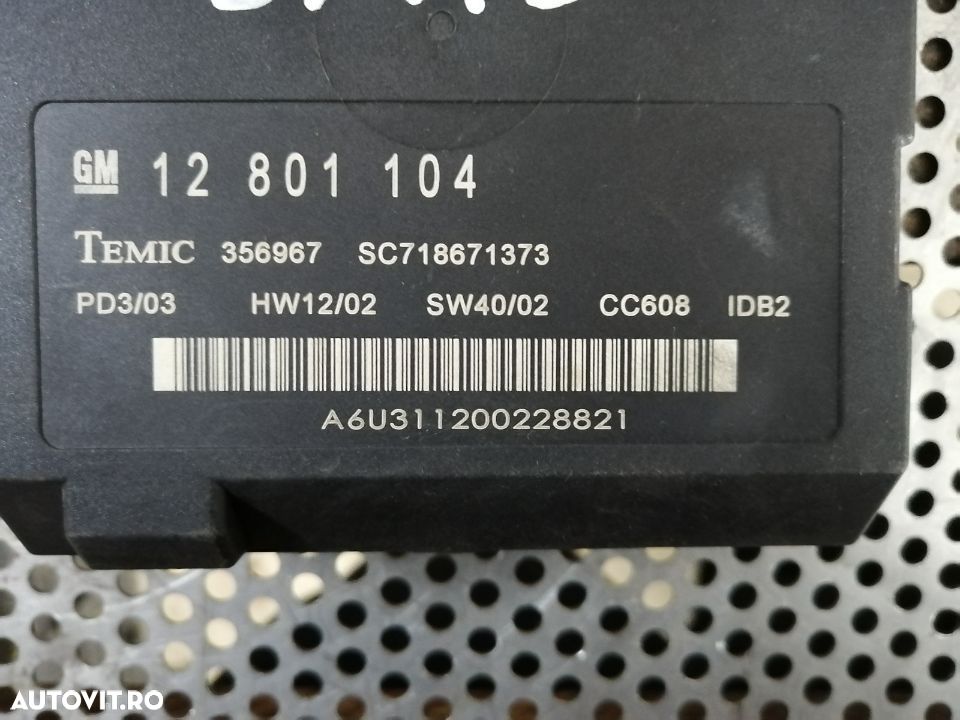 GM 12 801 104
TEMIC 356967 SC718671373
PD3/03 HW12/02 SW40/02 CC608 IDB2
A6U311200228821
AUTOVIT.RO